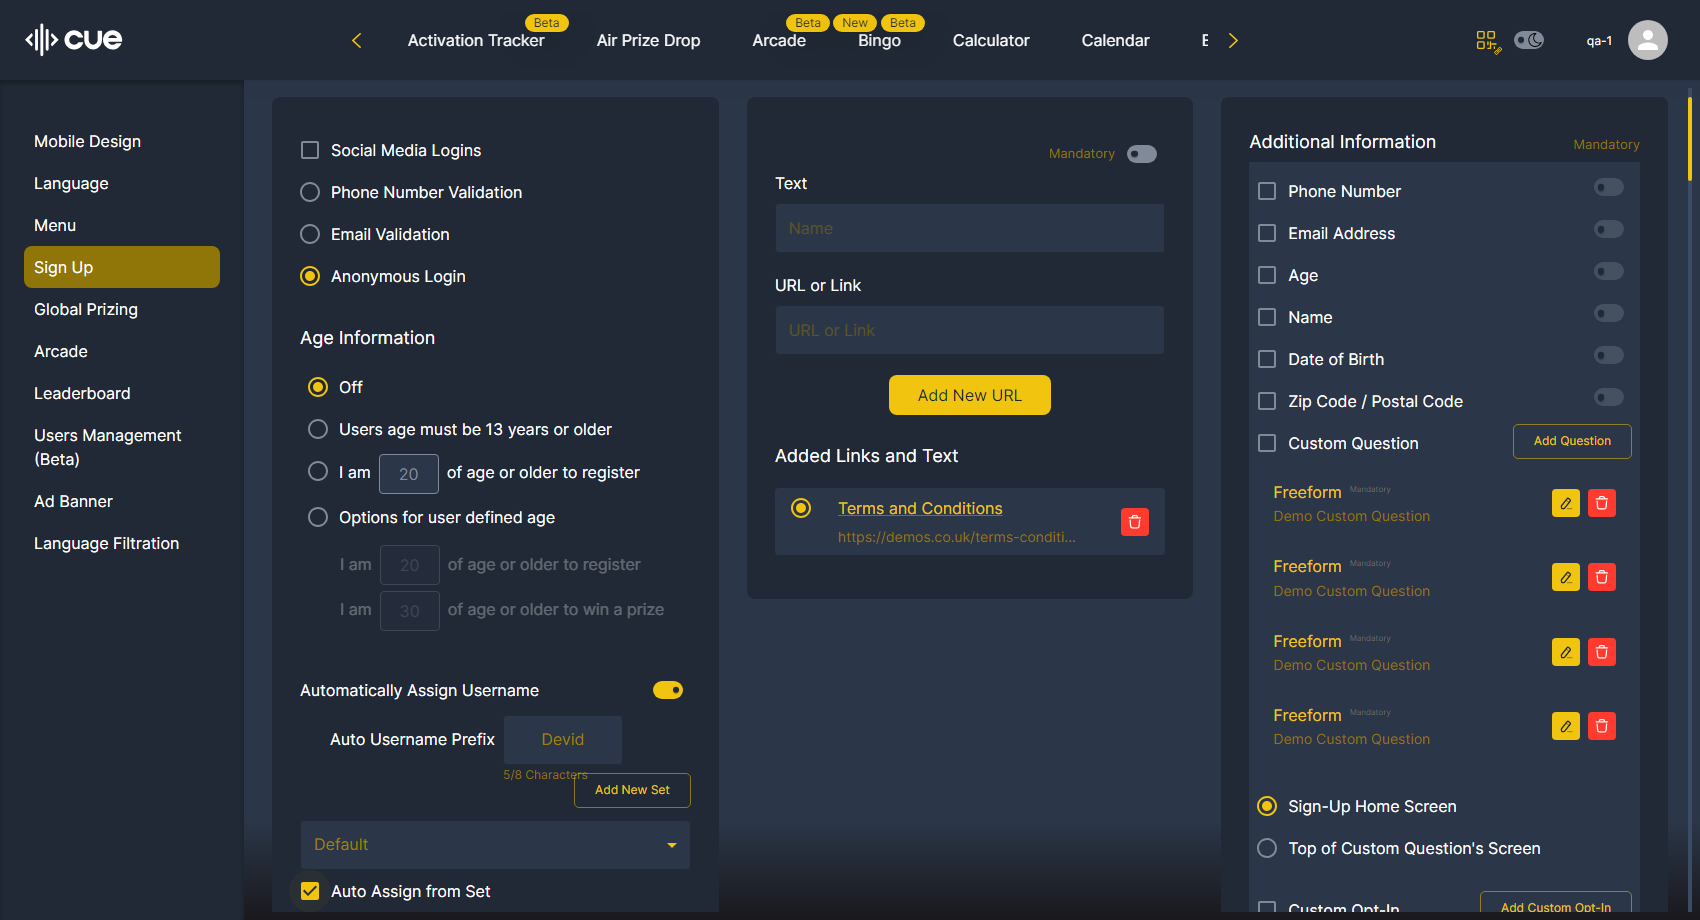 cue
Beta
Beta
New
Beta
Activation Tracker
Air Prize Drop
Arcade
Bingo
Calculator
Calendar
qa-1
Mobile Design
Language
Menu
Sign Up
Global Prizing
Arcade
Leaderboard
Users Management
(Beta)
Ad Banner
Language Filtration
Social Media Logins
Phone Number Validation
Email Validation
Anonymous Login
Age Information
Off
Users age must be 13 years or older
I am 20 of age or older to register
Options for user defined age
I am 20 of age or older to register
I am 30 of age or older to win a prize
Automatically Assign Username
Auto Username Prefix Devid
5/8 Characters
Add New Set
Default
Auto Assign from Set
Mandatory
Text
Name
URL or Link
URL or Link
Add New URL
Added Links and Text
Terms and Conditions
https://demos.co.uk/terms-conditi...
Additional Information
Mandatory
Phone Number
Email Address
Age
Name
Date of Birth
Zip Code / Postal Code
Custom Question
Add Question
Freeform Mandatory
Demo Custom Question
Freeform Mandatory
Demo Custom Question
Freeform Mandatory
Demo Custom Question
Freeform Mandatory
Demo Custom Question
Sign-Up Home Screen
Top of Custom Question's Screen
Custom Opt-In
Add Custom Opt-In